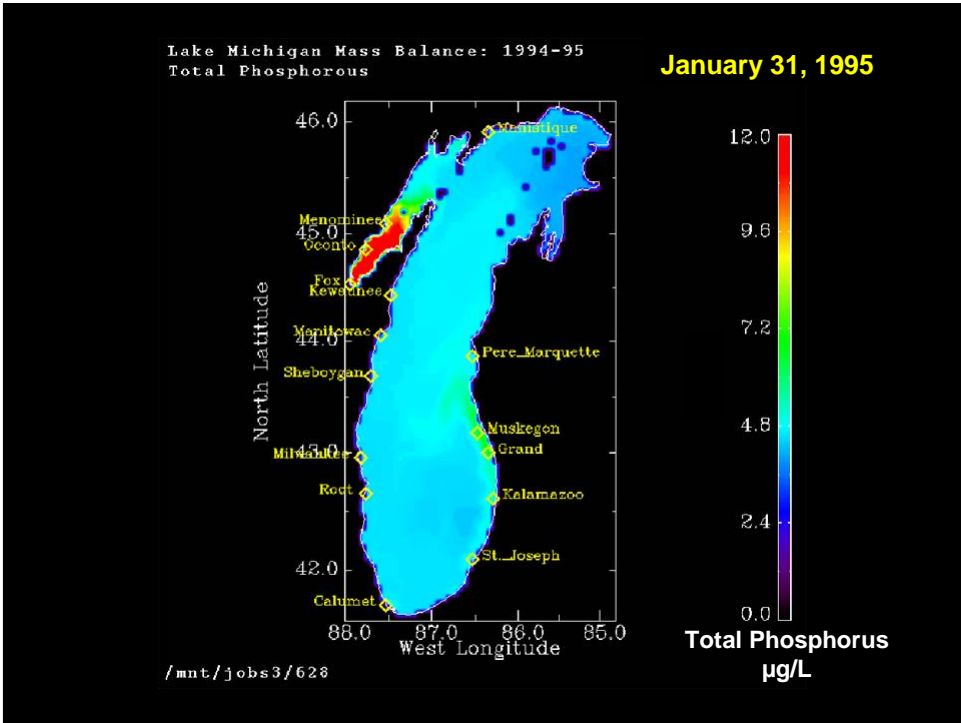 Lake Michigan Mass Balance: 1994-95
Total Phosphorous
January 31, 1995
46.0
45.0
44.0
43.0
42.0
North Latitude
88.0 87.0 86.0 85.0
West Longitude
Manistique
Menominee
Oconto
Fox
Kewaunee
Manitowac
Pere_Marquette
Sheboygan
Muskegon
Grand
Milwaukee
Root
Kalamazoo
St._Joseph
Calumet
12.0
9.6
7.2
4.8
2.4
0.0
Total Phosphorus
µg/L
/mnt/jobs3/628